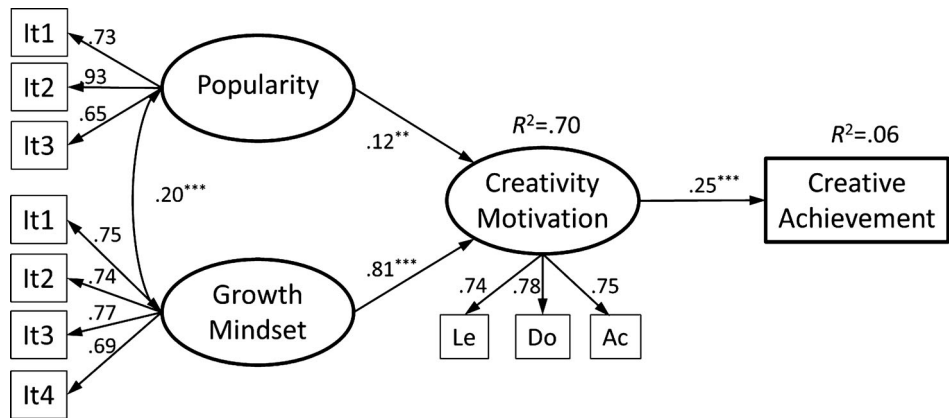 It1
.73
It2
.93
It3
.65
Popularity
.12**
.20***
It1
.75
It2
.74
It3
.77
It4
.69
Growth
Mindset
.81***
R²=.70
Creativity
Motivation
.74
.78
.75
Le
Do
Ac
.25***
R²=.06
Creative
Achievement